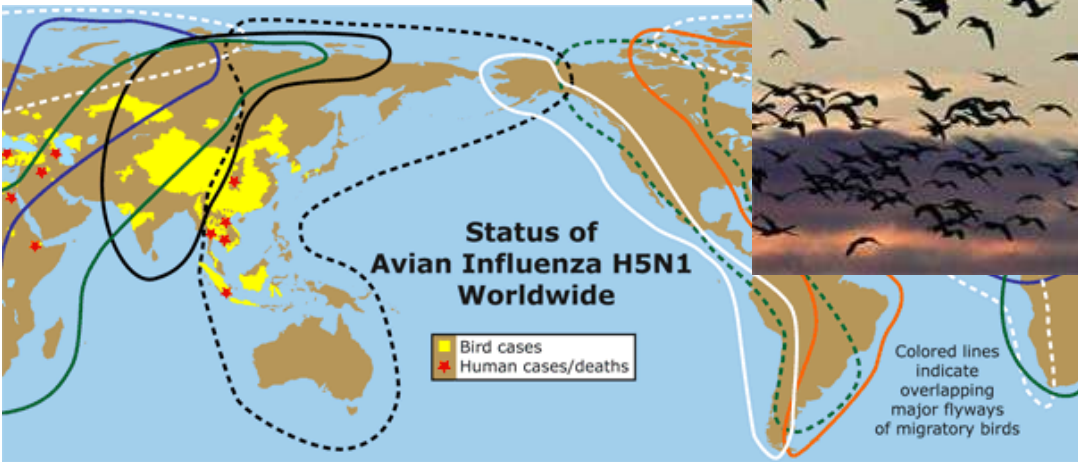 Status of
Avian Influenza H5N1
Worldwide
Bird cases
Human cases/deaths
Colored lines
indicate
overlapping
major flyways
of migratory birds